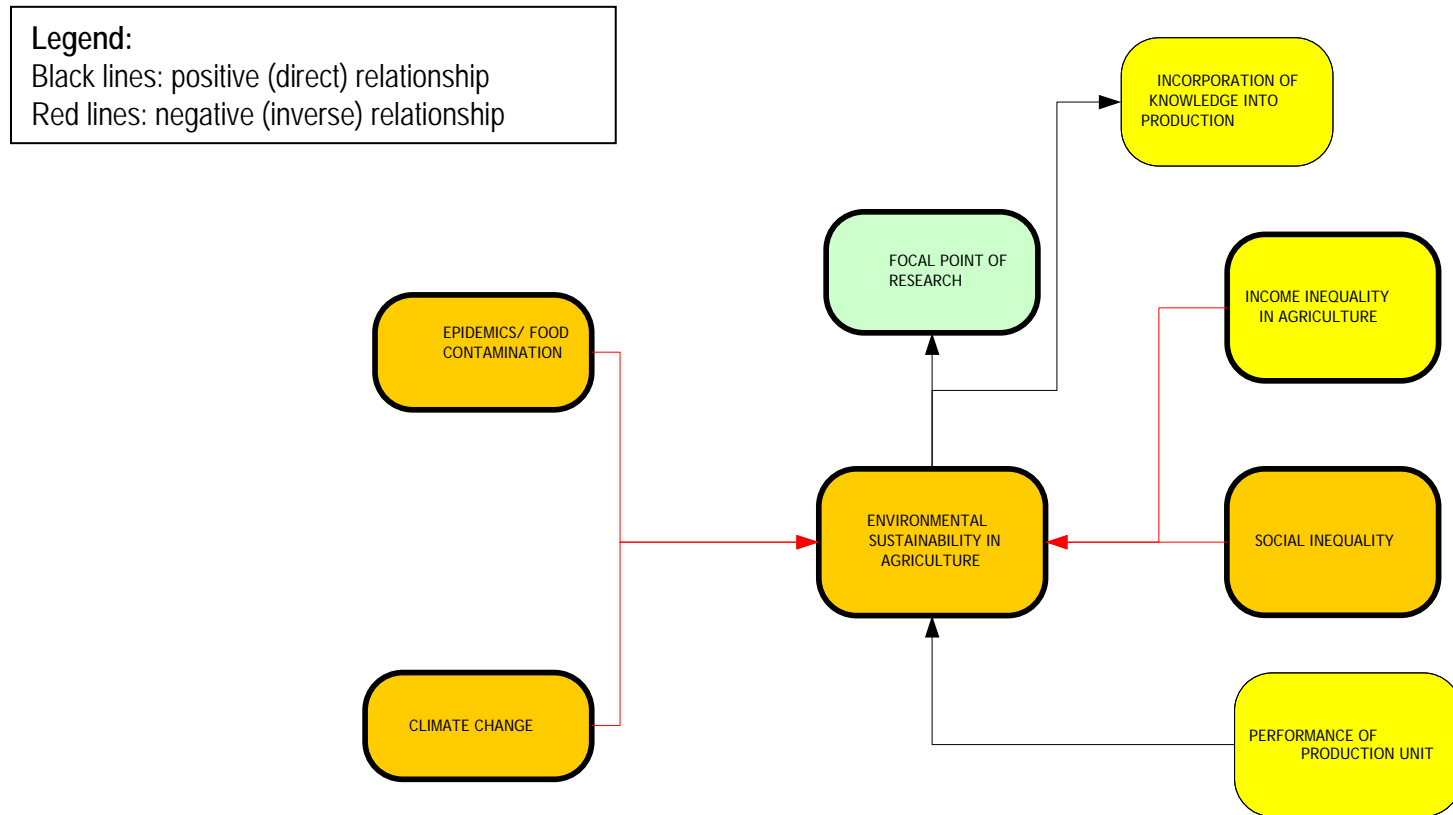 Legend:
Black lines: positive (direct) relationship
Red lines: negative (inverse) relationship
INCORPORATION OF
KNOWLEDGE INTO
PRODUCTION
FOCAL POINT OF
RESEARCH
INCOME INEQUALITY
IN AGRICULTURE
EPIDEMICS/ FOOD
CONTAMINATION
ENVIRONMENTAL
SUSTAINABILITY IN
AGRICULTURE
SOCIAL INEQUALITY
CLIMATE CHANGE
PERFORMANCE OF
PRODUCTION UNIT